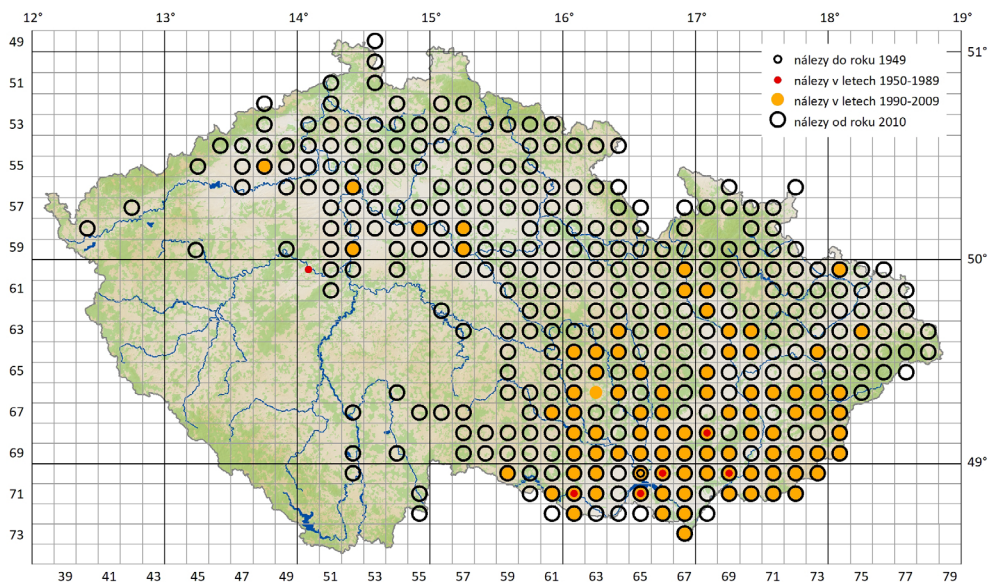 12° 13° 14° 15° 16° 17° 18° 19°
49 51°
51
nálezy do roku 1949
nálezy v letech 1950-1989
nálezy v letech 1990-2009
53 nálezy od roku 2010
55
57
59 50°
61
63
65
67
69 49°
71
73
39 41 43 45 47 49 51 53 55 57 59 61 63 65 67 69 71 73 75 77 79